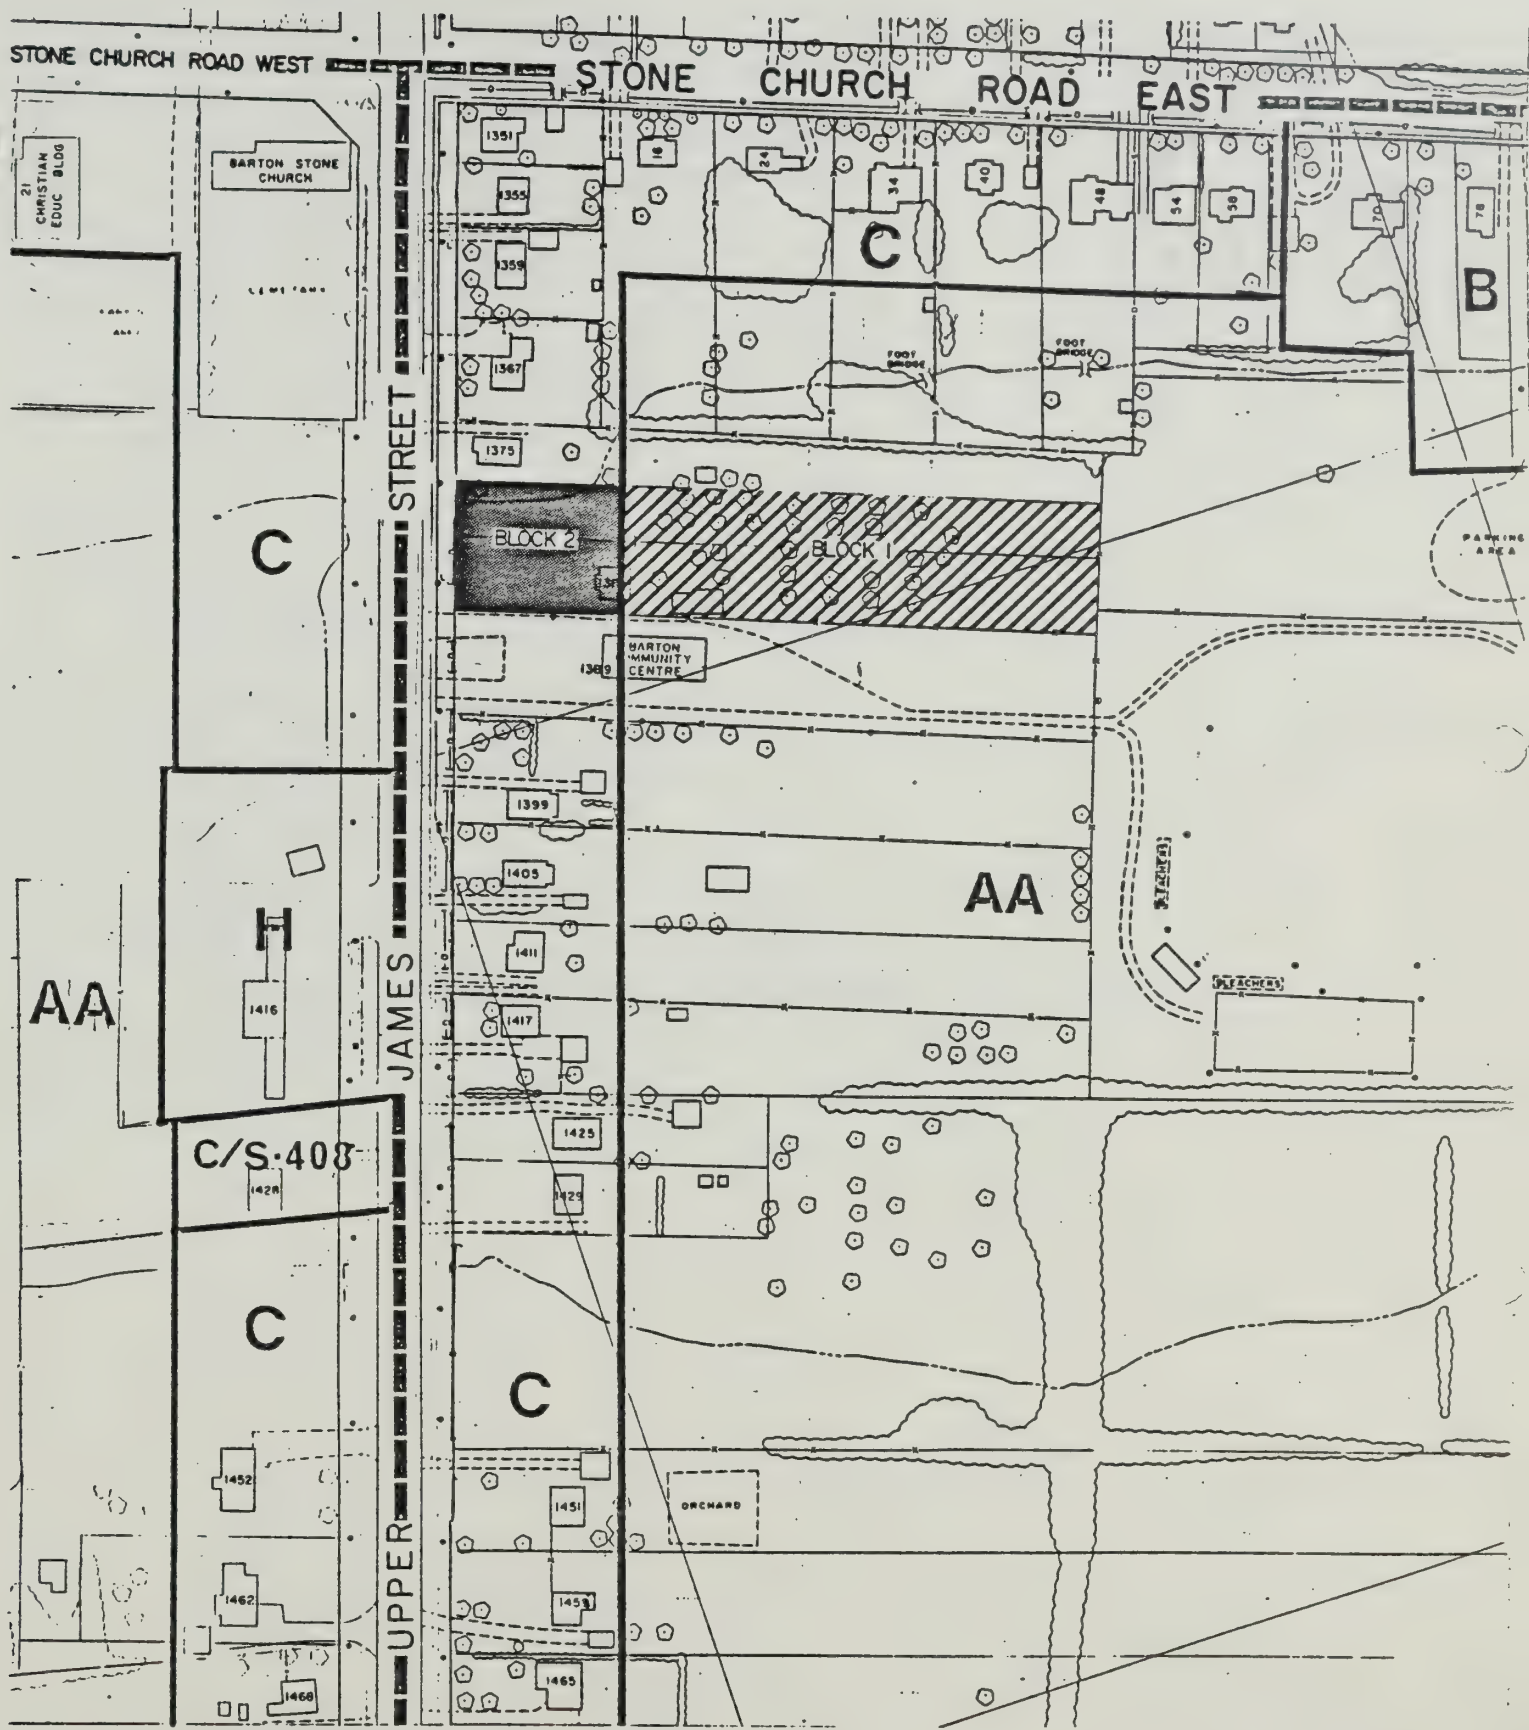 STONE CHURCH ROAD WEST
STONE CHURCH ROAD EAST
1351
16
24
34
40
48
54
58
70
78
21
CHRISTIAN
EDUC BLDG
BARTON STONE
CHURCH
1355
C
1359
B
1367
FOOT
BRIDGE
FOOT
BRIDGE
1375
BLOCK 2
BLOCK 1
C
PARKING
AREA
1389
BARTON
MMUNITY
CENTRE
1399
1405
AA
BLEACHERS
H
1411
AA
1416
1417
BLEACHERS
UPPER JAMES STREET
1425
C/S·408
1428
1429
C
C
1452
1451
ORCHARD
1462
1459
1465
1468